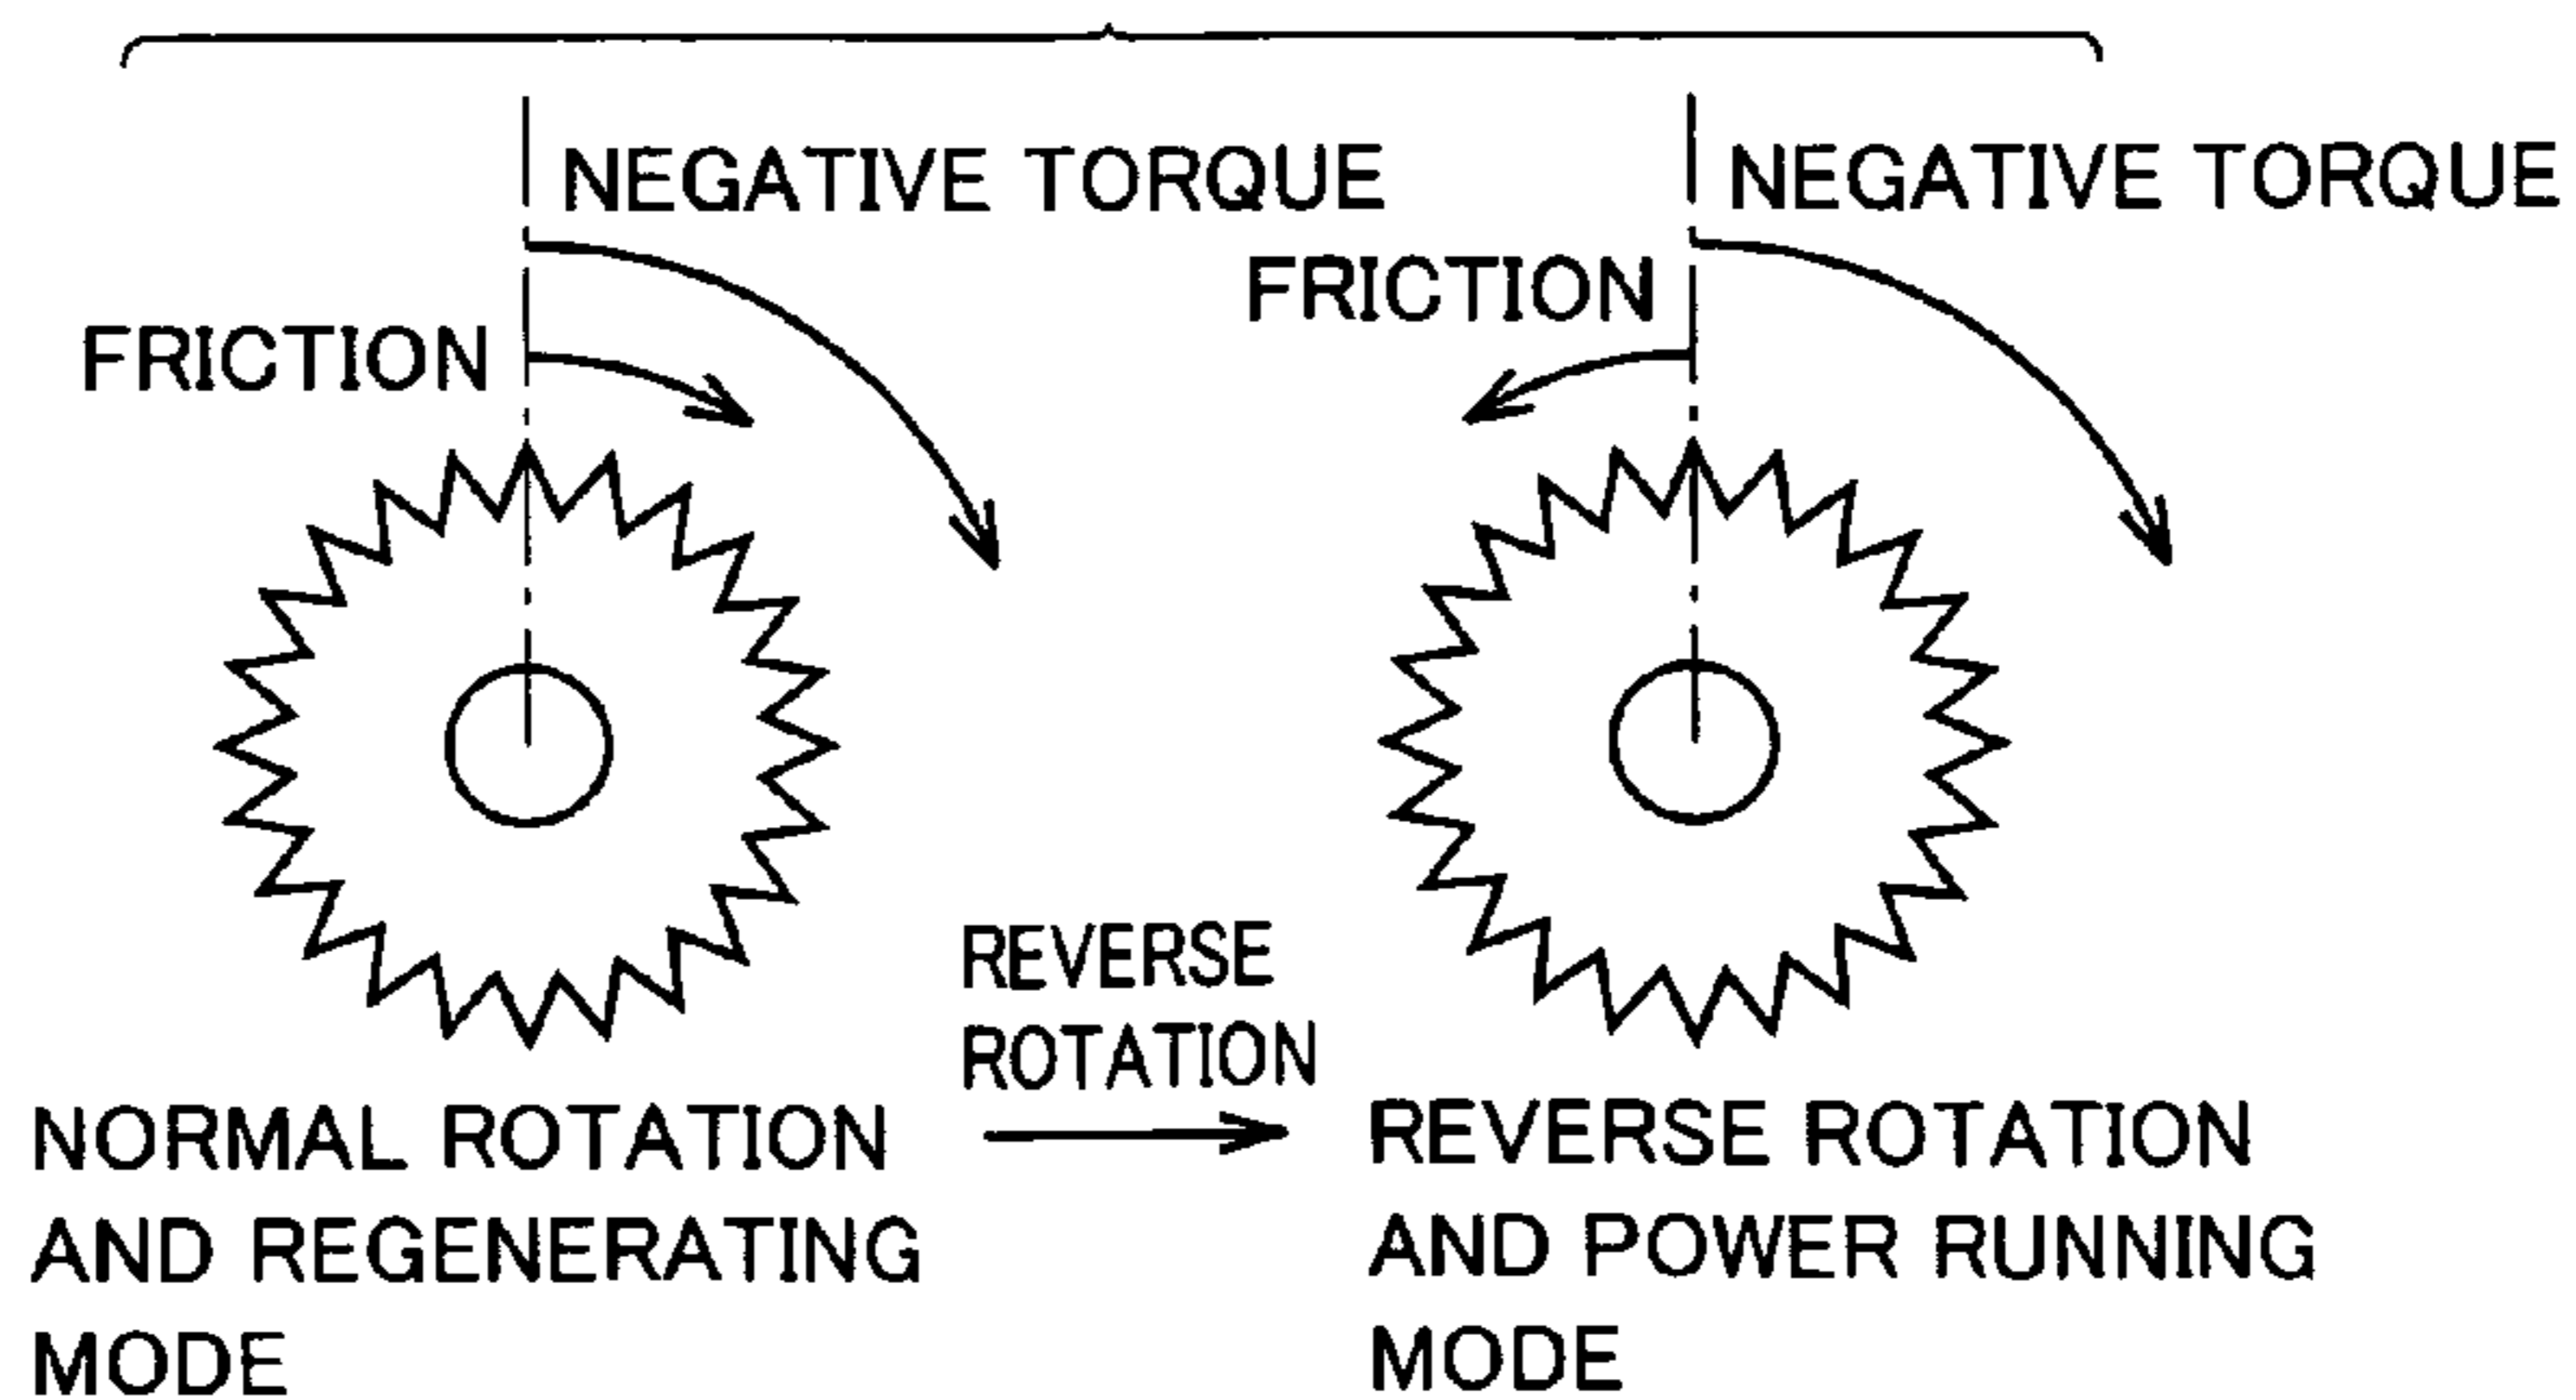 NEGATIVE TORQUE
FRICTION
NORMAL ROTATION
AND REGENERATING
MODE
REVERSE
ROTATION
NEGATIVE TORQUE
FRICTION
REVERSE ROTATION
AND POWER RUNNING
MODE